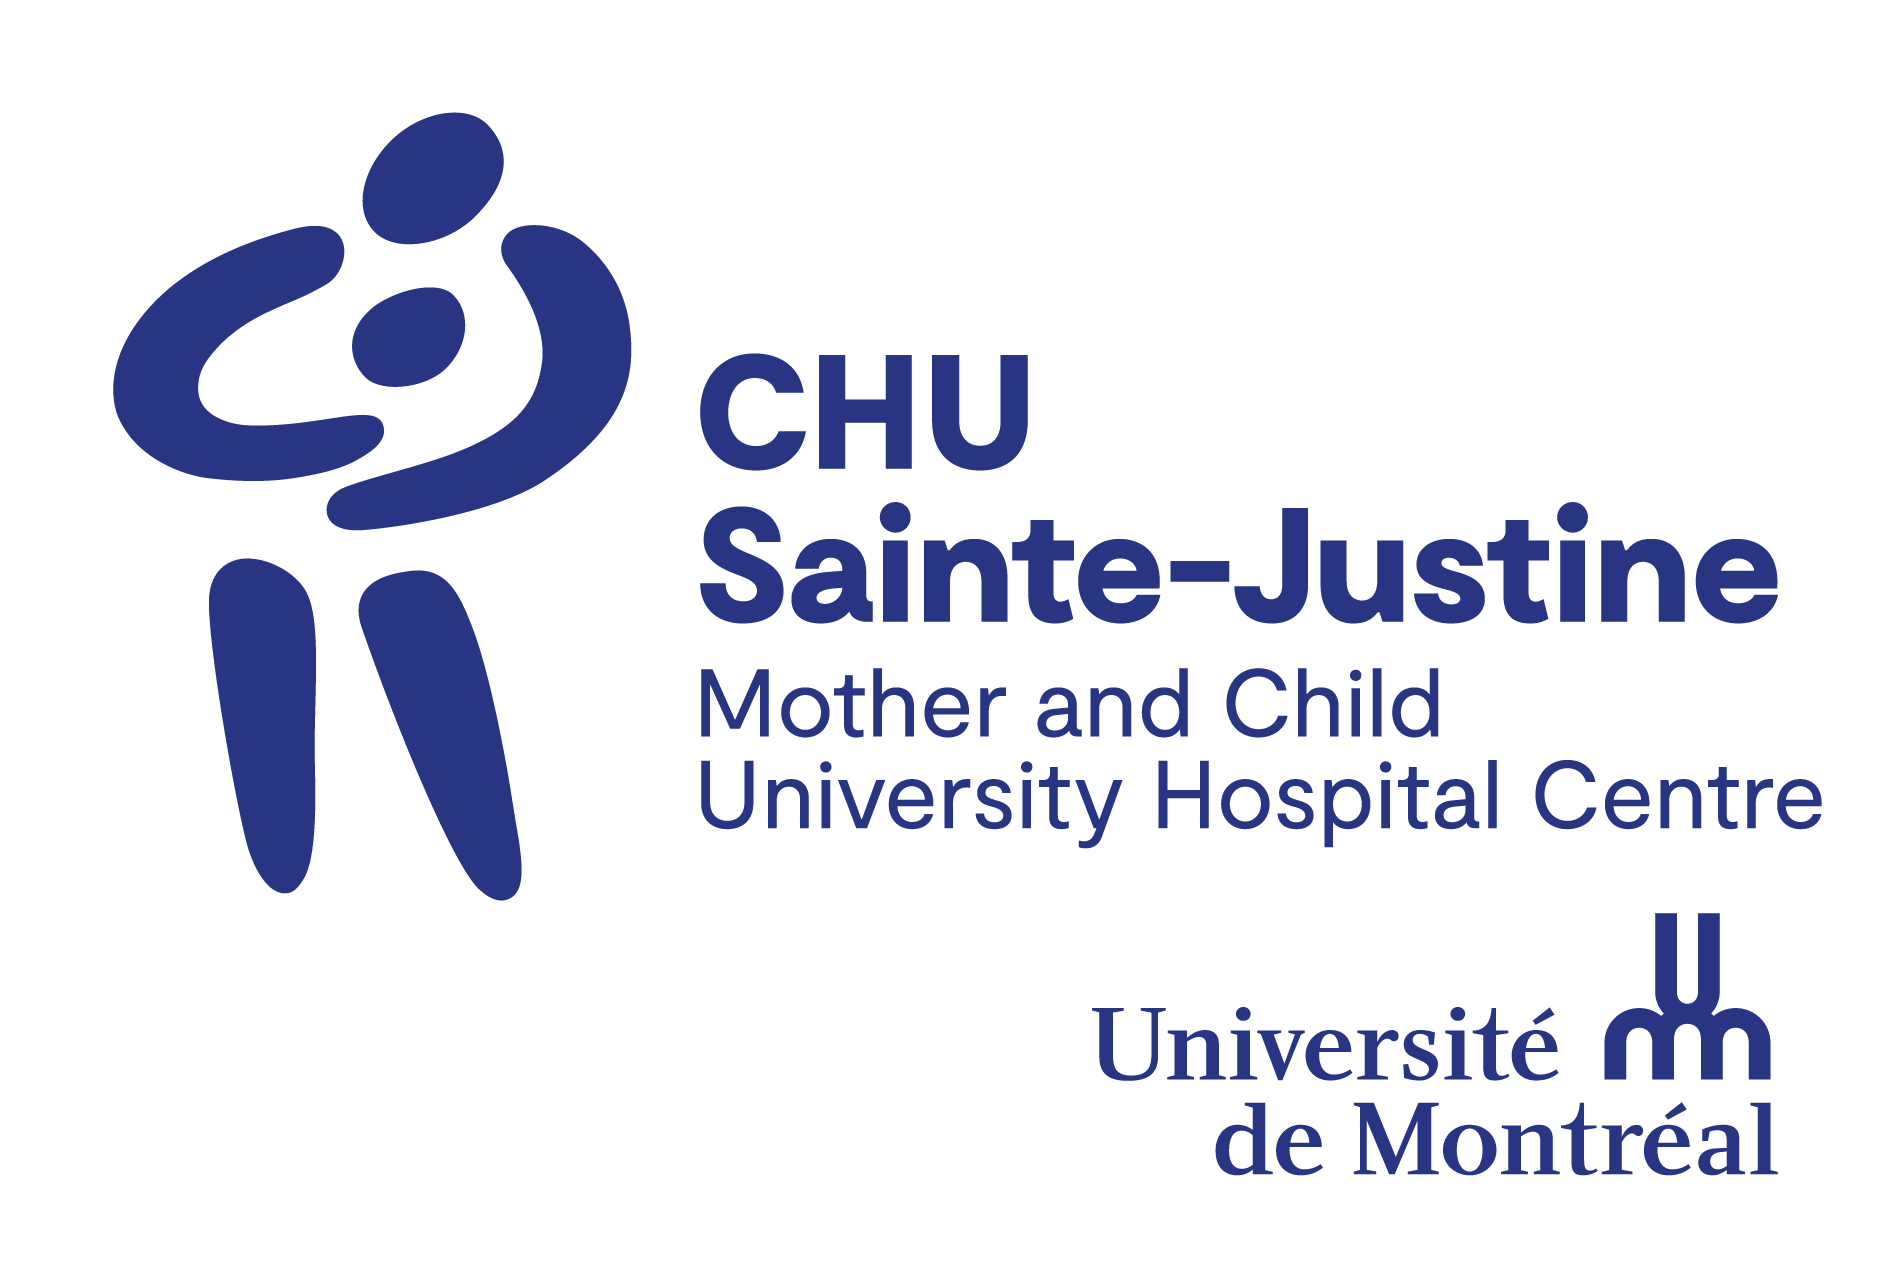 CHU
Sainte-Justine
Mother and Child
University Hospital Centre
Université
de Montréal